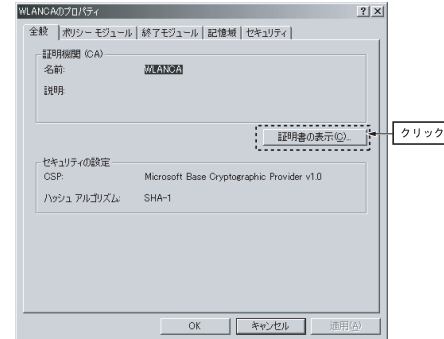 WLANCAのプロパティ
全般 ポリシー モジュール 終了モジュール 記憶域 セキュリティ
証明機関 (CA)
名前: WLANCA
説明:
証明書の表示(C)...
クリック
セキュリティの設定
CSP: Microsoft Base Cryptographic Provider v1.0
ハッシュ アルゴリズム: SHA-1
OK キャンセル 適用(A)